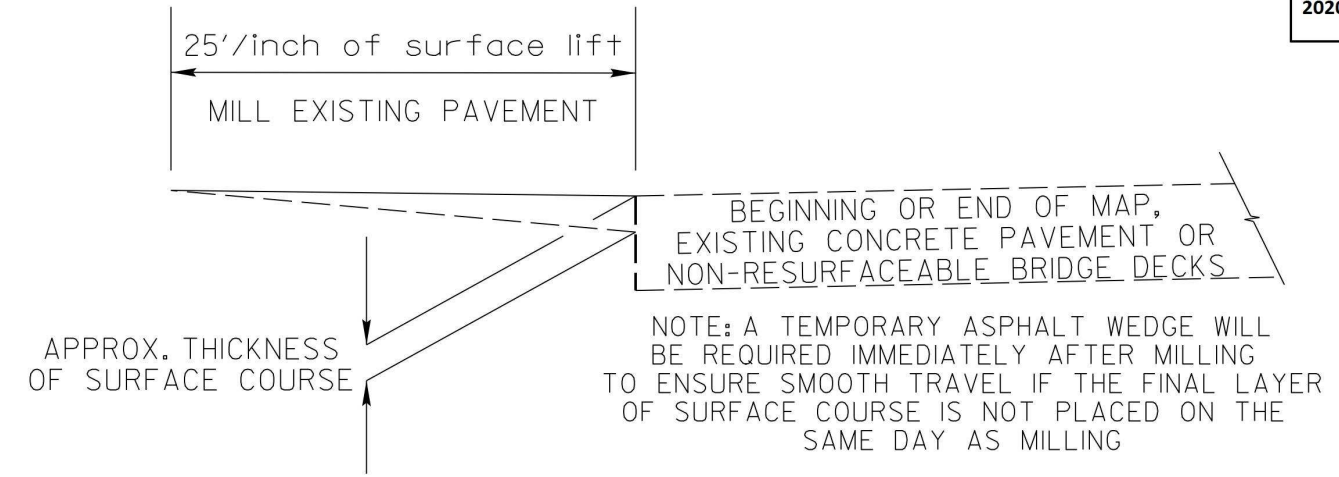 2020
25'/inch of surface lift
MILL EXISTING PAVEMENT
BEGINNING OR END OF MAP,
EXISTING CONCRETE PAVEMENT OR
NON-RESURFACEABLE BRIDGE DECKS
APPROX. THICKNESS
OF SURFACE COURSE
NOTE: A TEMPORARY ASPHALT WEDGE WILL
BE REQUIRED IMMEDIATELY AFTER MILLING
TO ENSURE SMOOTH TRAVEL IF THE FINAL LAYER
OF SURFACE COURSE IS NOT PLACED ON THE
SAME DAY AS MILLING